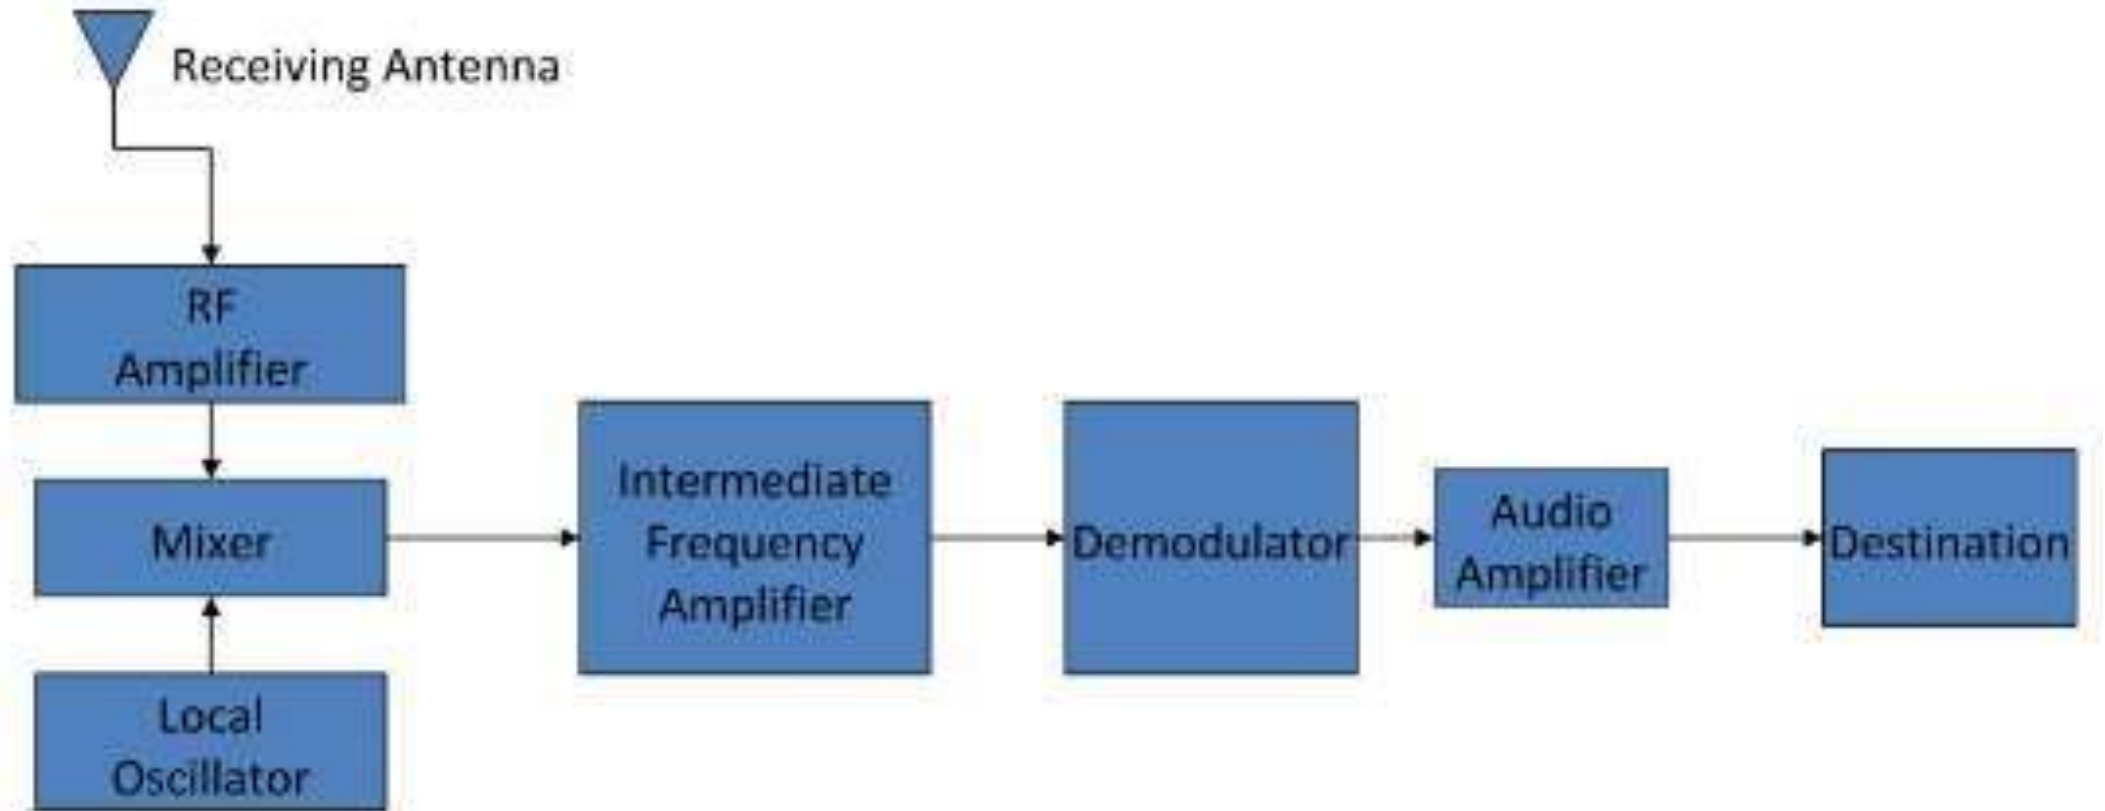 Receiving Antenna
RF
Amplifier
Mixer
Local
Oscillator
Intermediate
Frequency
Amplifier
Demodulator
Audio
Amplifier
Destination